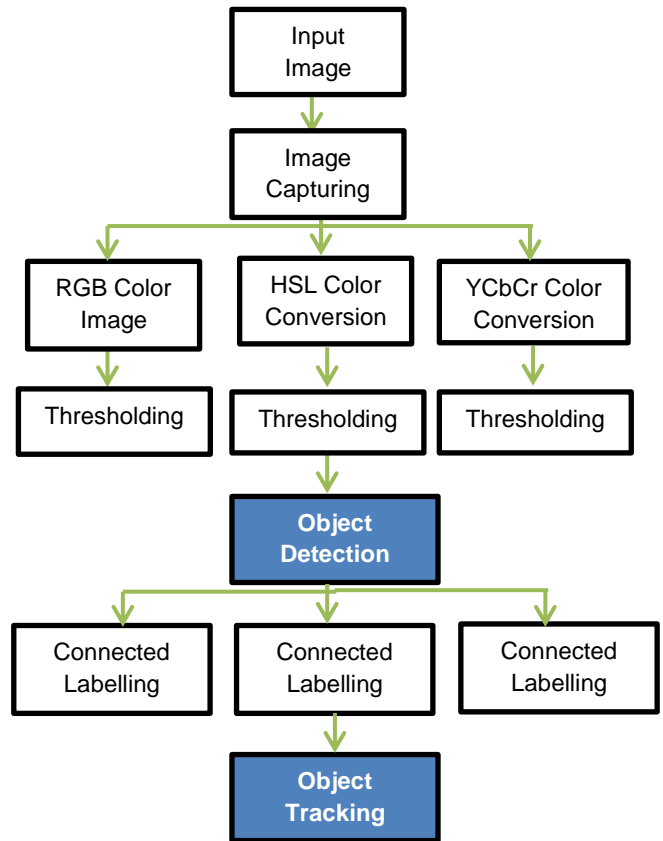 Input
Image
Image
Capturing
RGB Color
Image
HSL Color
Conversion
YCbCr Color
Conversion
Thresholding
Thresholding
Thresholding
Object
Detection
Connected
Labelling
Connected
Labelling
Connected
Labelling
Object
Tracking